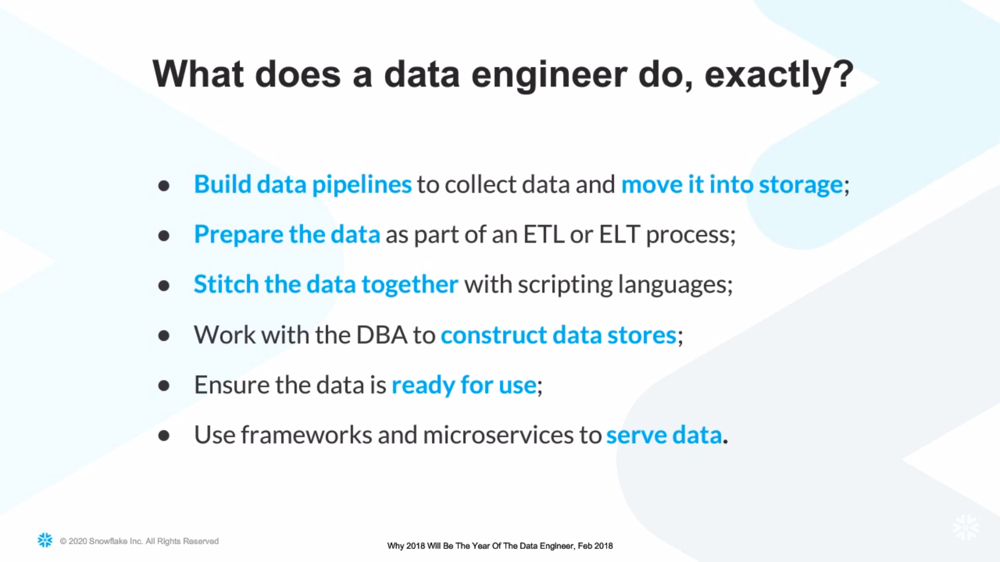 What does a data engineer do, exactly?
● Build data pipelines to collect data and move it into storage;
● Prepare the data as part of an ETL or ELT process;
● Stitch the data together with scripting languages;
● Work with the DBA to construct data stores;
● Ensure the data is ready for use;
● Use frameworks and microservices to serve data.
© 2020 Snowflake Inc. All Rights Reserved
Why 2018 Will Be The Year Of The Data Engineer, Feb 2018